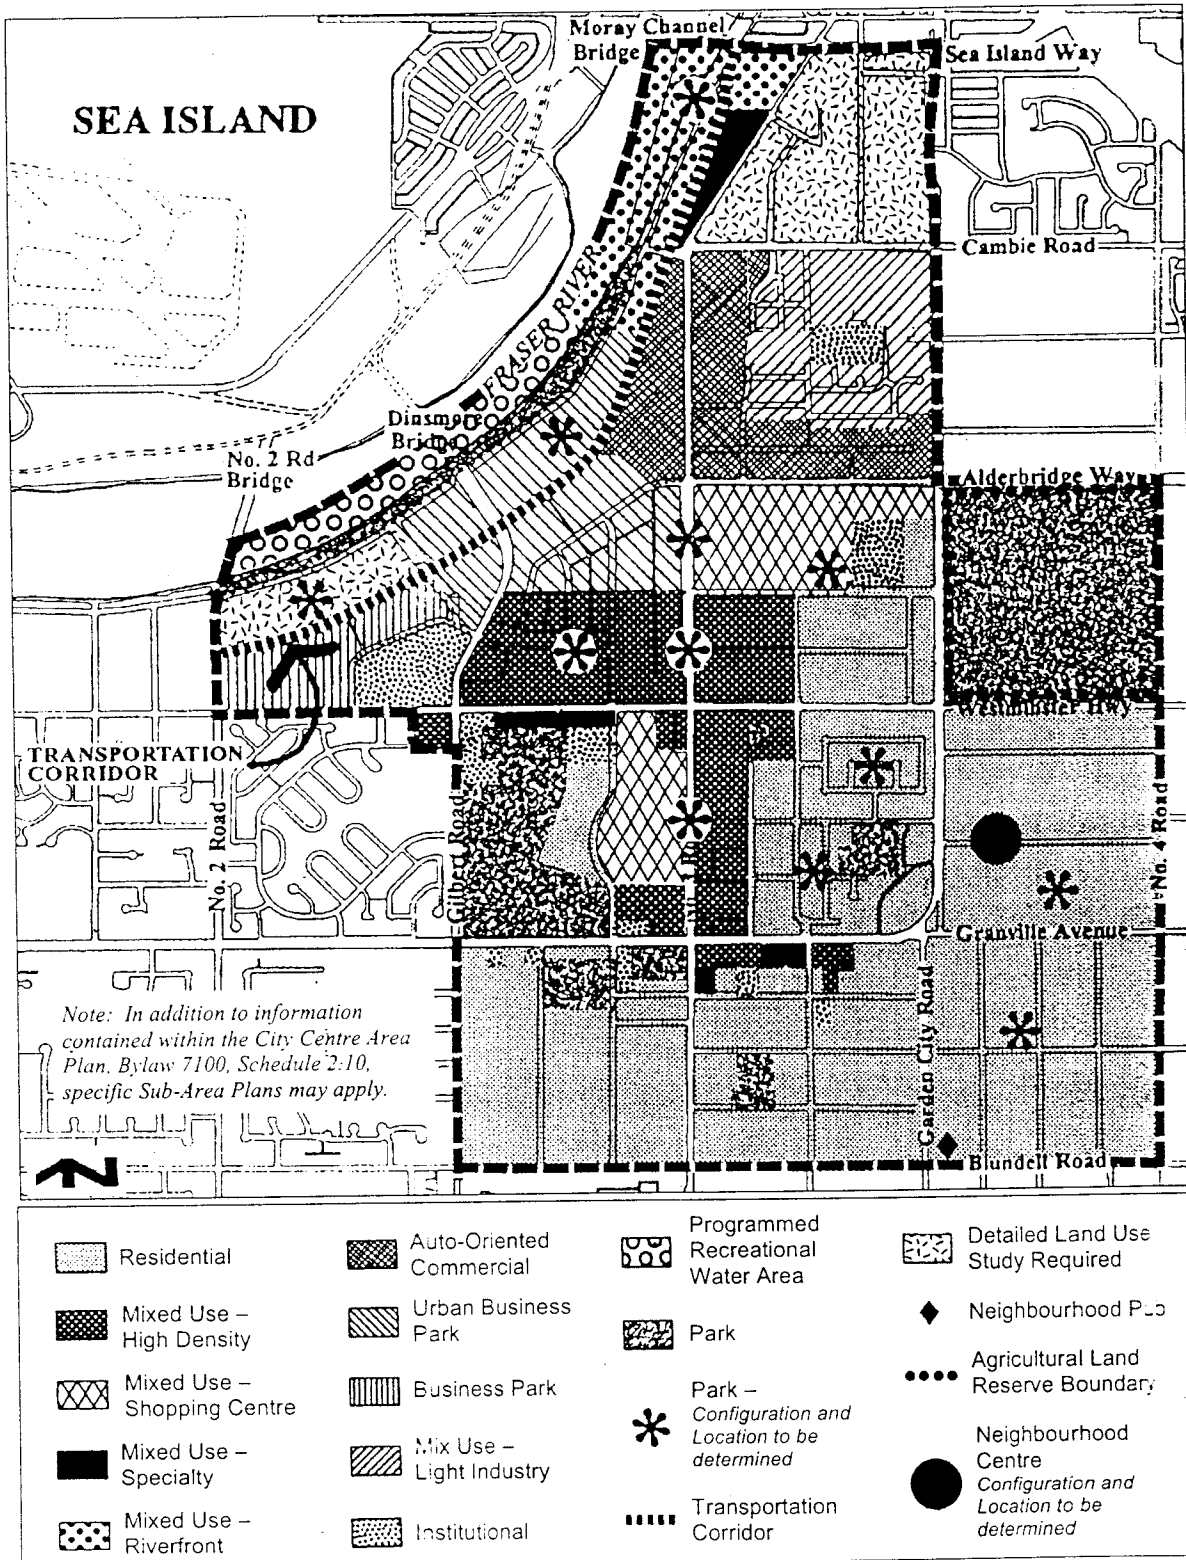 Moray Channel
Bridge
Sea Island Way
SEA ISLAND
Cambie Road
FRASER RIVER
Dinsmore
Bridge
No. 2 Rd
Bridge
Alderbridge Way
Westminster Hwy
TRANSPORTATION
CORRIDOR
No. 2 Road
Gilbert Road
No. 4 Road
Granville Avenue
Garden City Road
Note: In addition to information
contained within the City Centre Area
Plan, Bylaw 7100, Schedule 2:10,
specific Sub-Area Plans may apply.
Blundell Road
N
Residential
Mixed Use –
High Density
Mixed Use –
Shopping Centre
Mixed Use –
Specialty
Mixed Use –
Riverfront
Auto-Oriented
Commercial
Urban Business
Park
Business Park
Mix Use –
Light Industry
Institutional
Programmed
Recreational
Water Area
Park
Park –
Configuration and
Location to be
determined
Transportation
Corridor
Detailed Land Use
Study Required
Neighbourhood Pub
Agricultural Land
Reserve Boundary
Neighbourhood
Centre
Configuration and
Location to be
determined